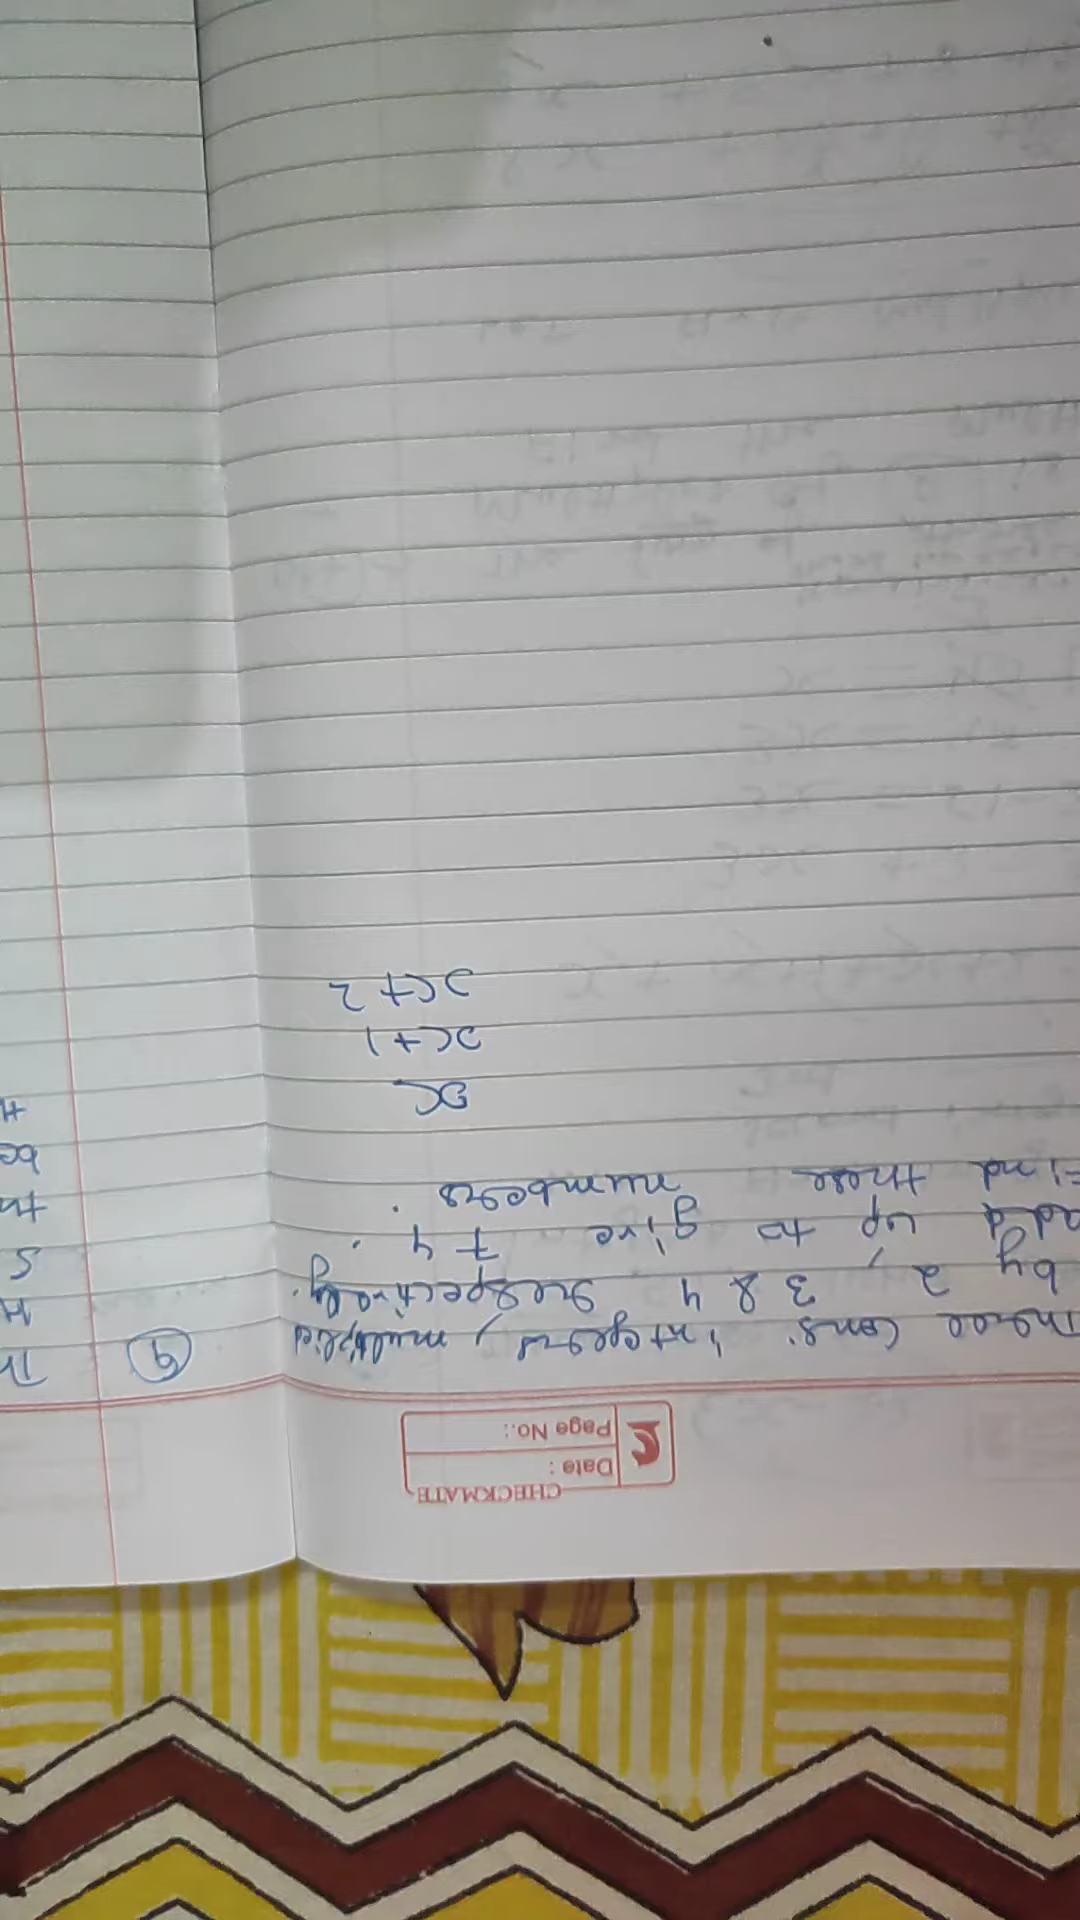 CHECKMATE
Date :
Page No.:
9
Three cons. integers, multiplied
by 2, 3 & 4 respectively.
add up to give 74.
Find these numbers.
x
x+1
x+2